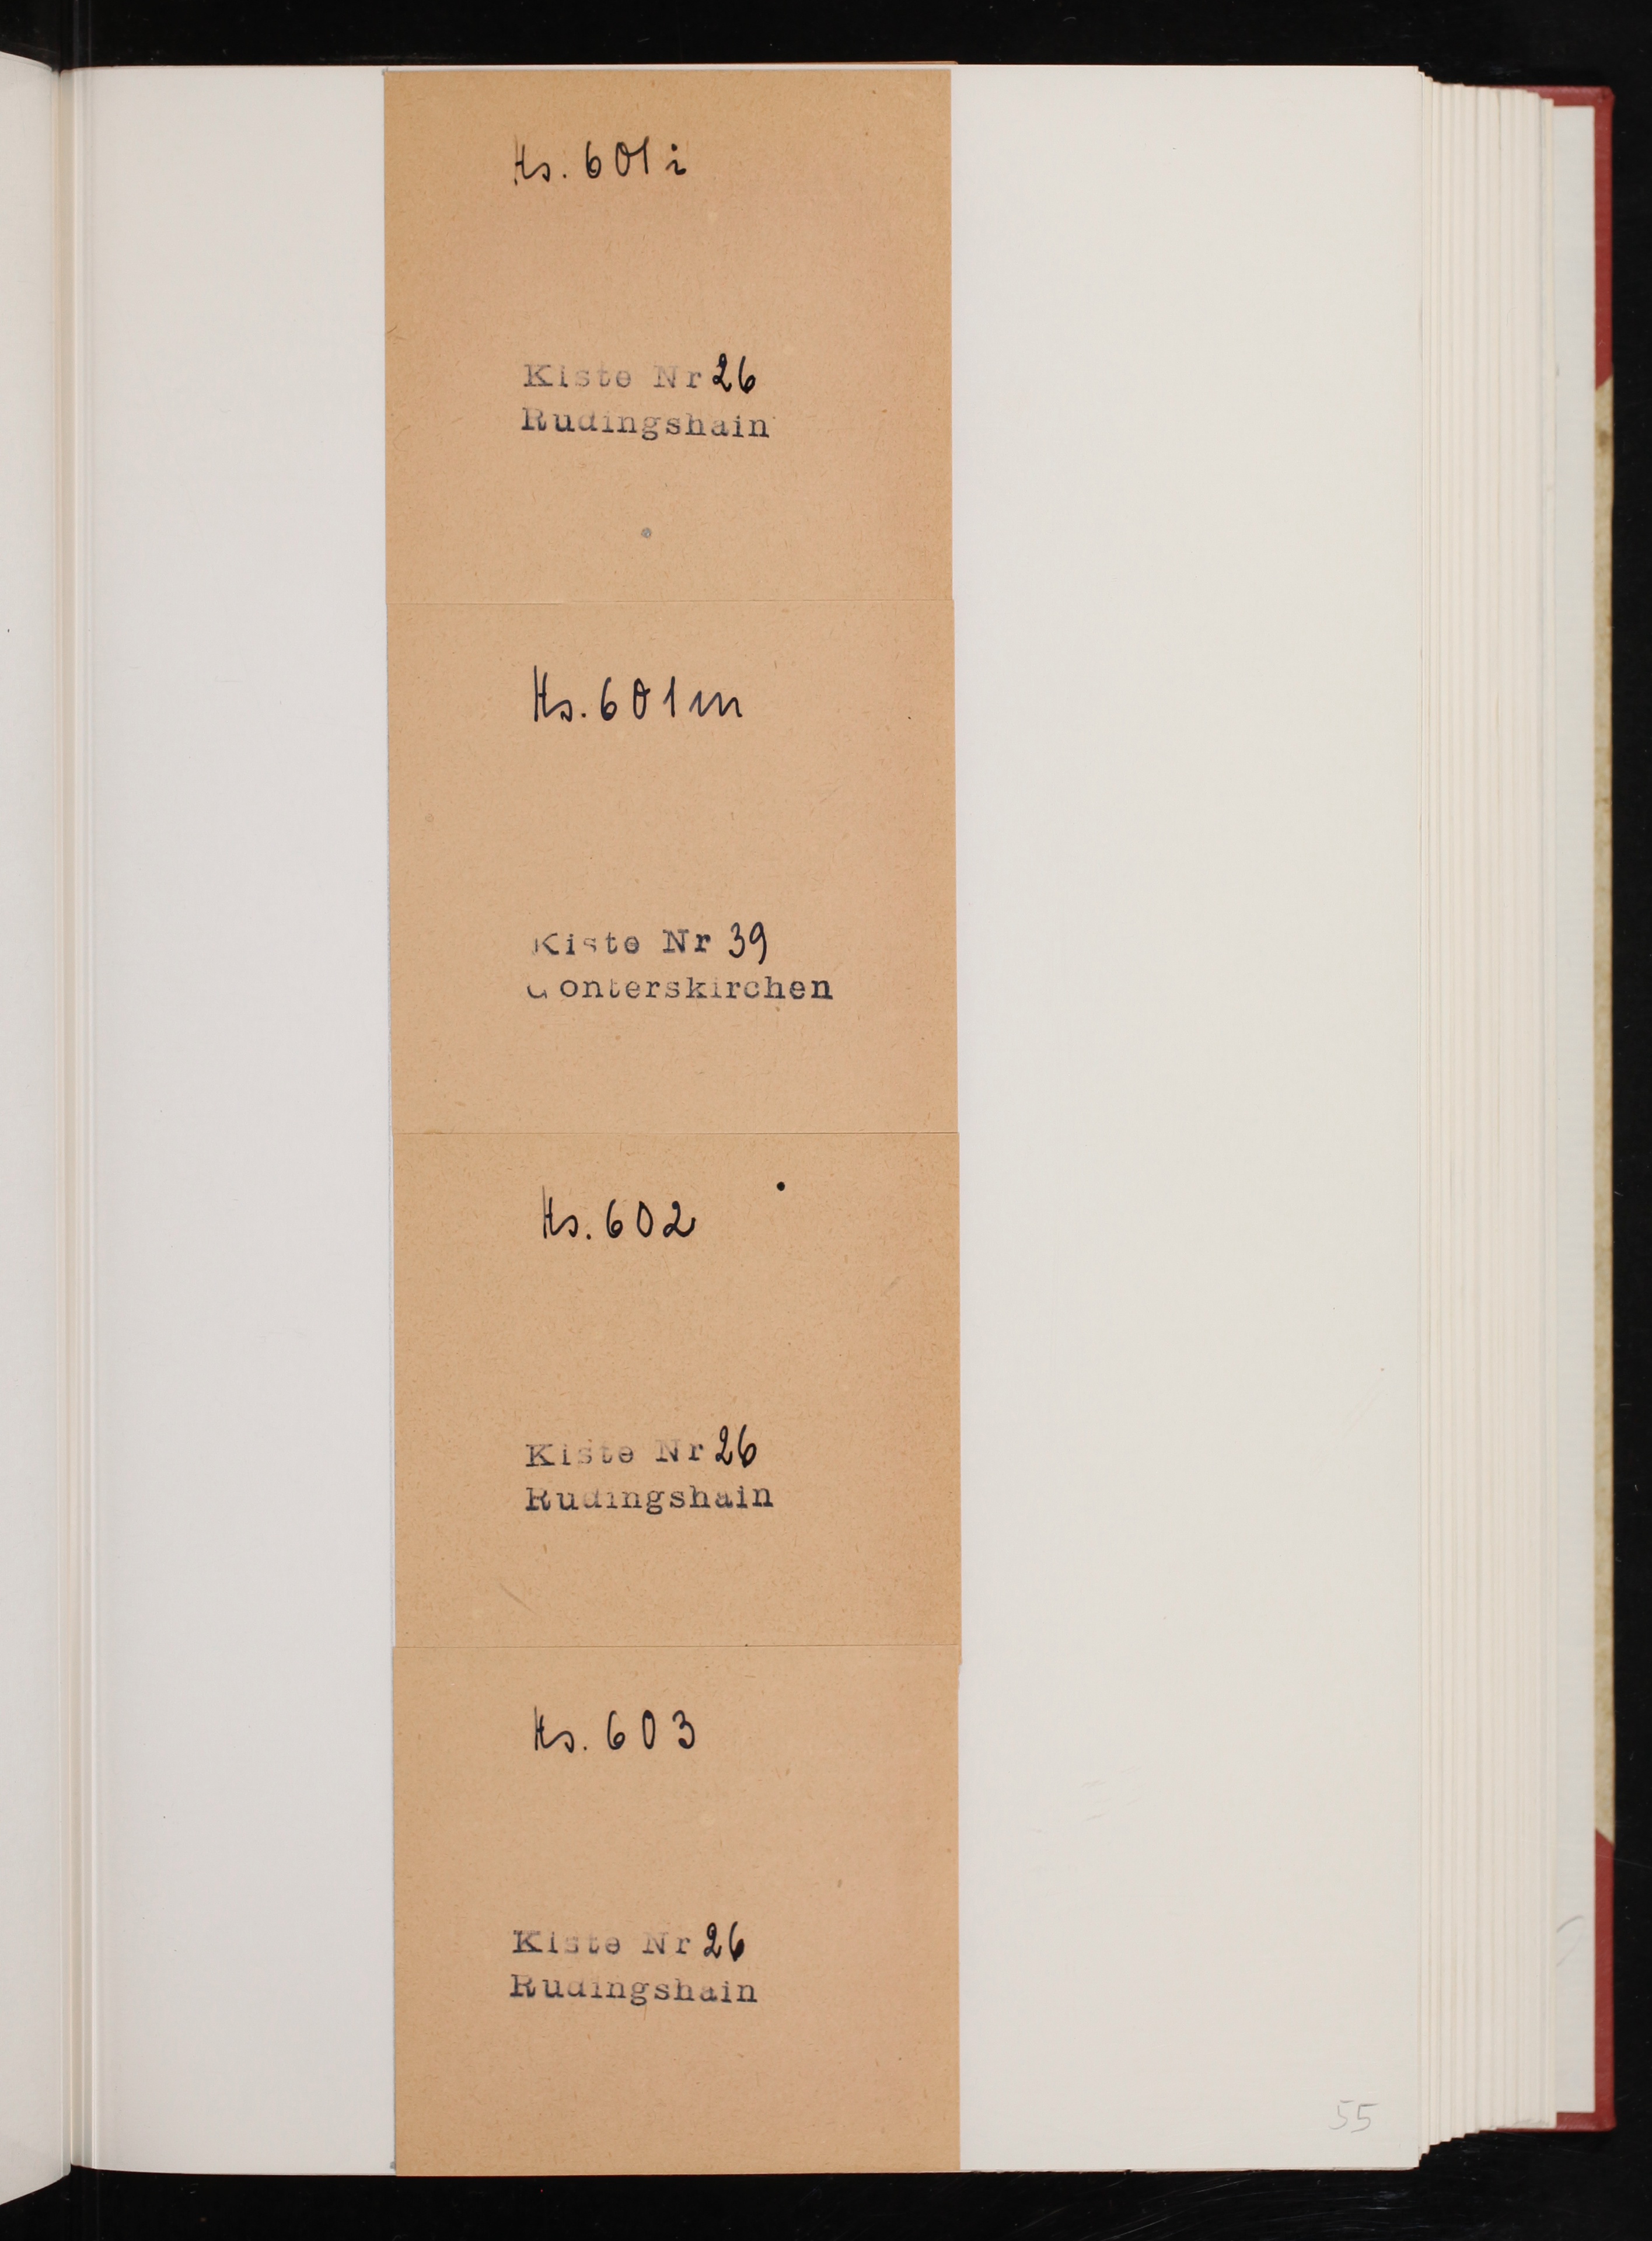 Hs. 601 i
Kiste Nr 26
Rudingshain
Hs. 601 m
Kiste Nr 39
Gonterskirchen
Hs. 602
Kiste Nr 26
Rudingshain
Hs. 603
Kiste Nr 26
Rudingshain
55